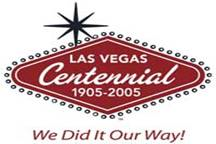 LAS VEGAS
Centennial
1905-2005
We Did It Our Way!